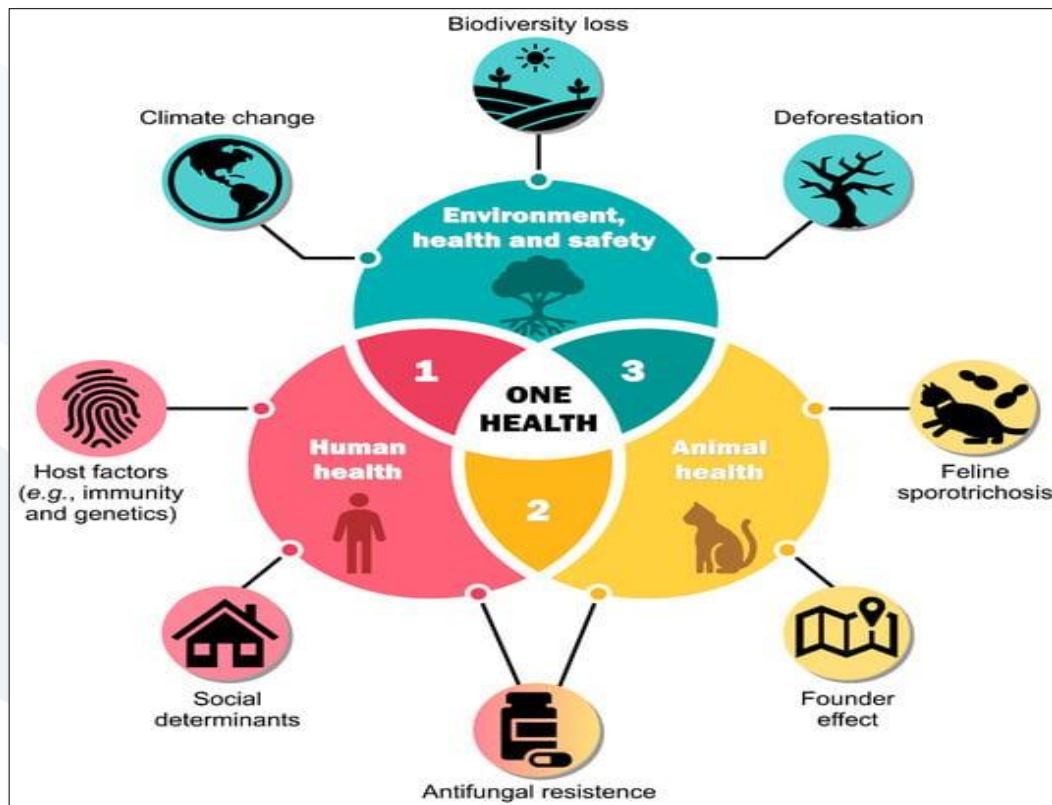 Biodiversity loss
Climate change
Deforestation
Environment,
health and safety
1
3
ONE
HEALTH
Human
health
Animal
health
2
Host factors
(e.g., immunity
and genetics)
Feline
sporotrichosis
Social
determinants
Founder
effect
Antifungal resistence